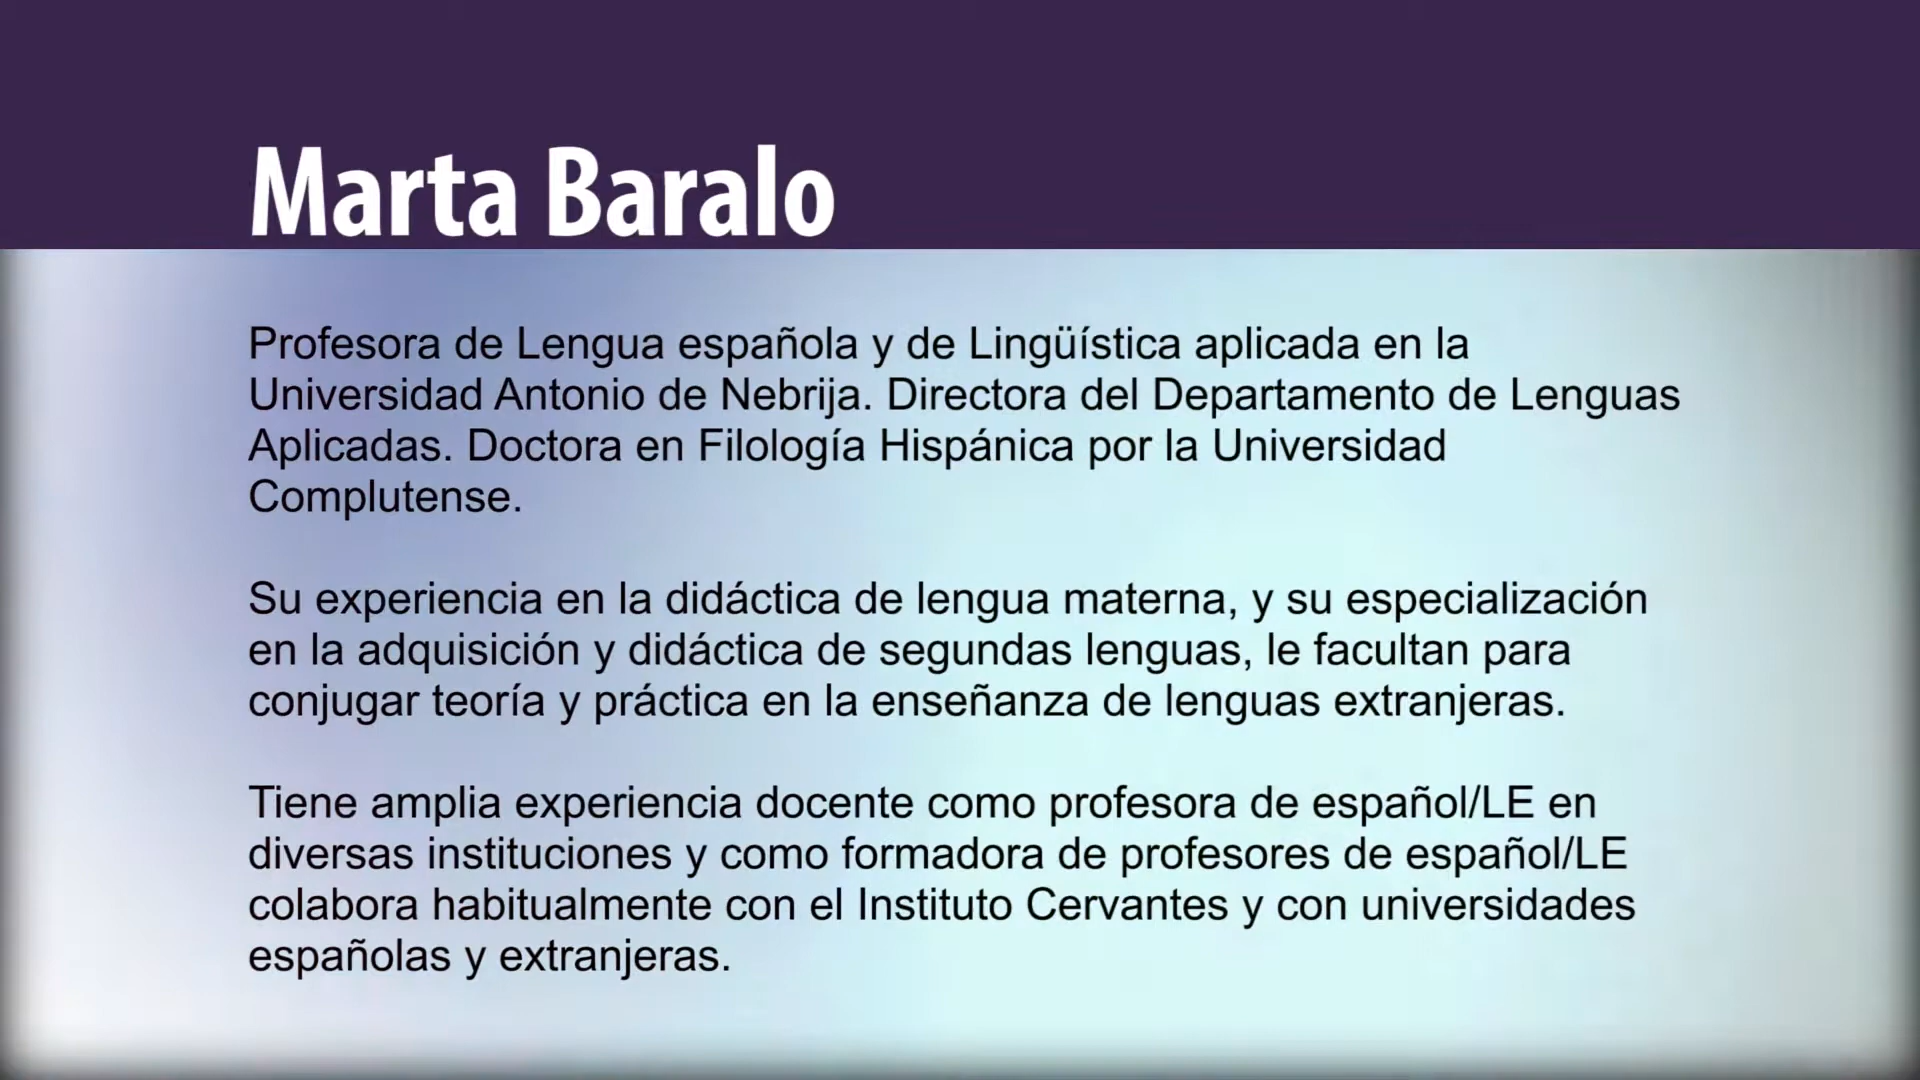 Marta Baralo
Profesora de Lengua española y de Lingüística aplicada en la
Universidad Antonio de Nebrija. Directora del Departamento de Lenguas
Aplicadas. Doctora en Filología Hispánica por la Universidad
Complutense.
Su experiencia en la didáctica de lengua materna, y su especialización
en la adquisición y didáctica de segundas lenguas, le facultan para
conjugar teoría y práctica en la enseñanza de lenguas extranjeras.
Tiene amplia experiencia docente como profesora de español/LE en
diversas instituciones y como formadora de profesores de español/LE
colabora habitualmente con el Instituto Cervantes y con universidades
españolas y extranjeras.